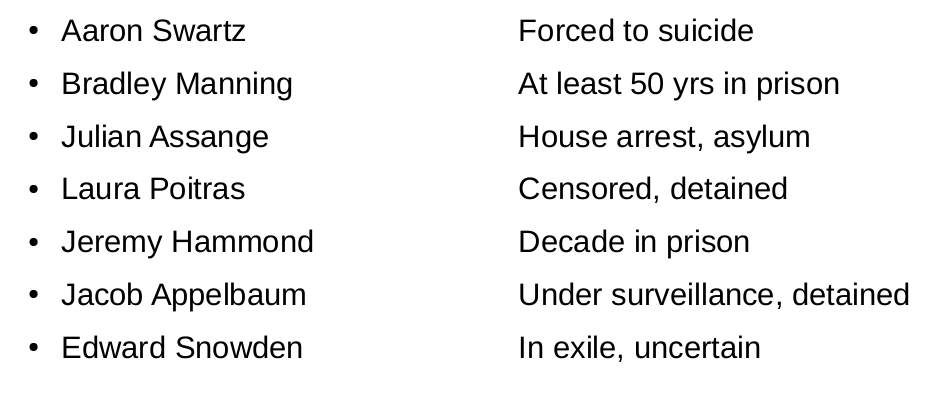 • Aaron Swartz Forced to suicide
• Bradley Manning At least 50 yrs in prison
• Julian Assange House arrest, asylum
• Laura Poitras Censored, detained
• Jeremy Hammond Decade in prison
• Jacob Appelbaum Under surveillance, detained
• Edward Snowden In exile, uncertain